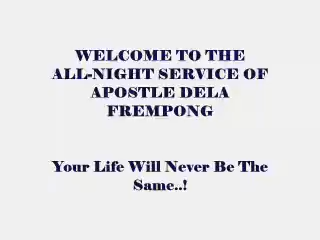 WELCOME TO THE
ALL-NIGHT SERVICE OF
APOSTLE DELA
FREMPONG
Your Life Will Never Be The
Same..!